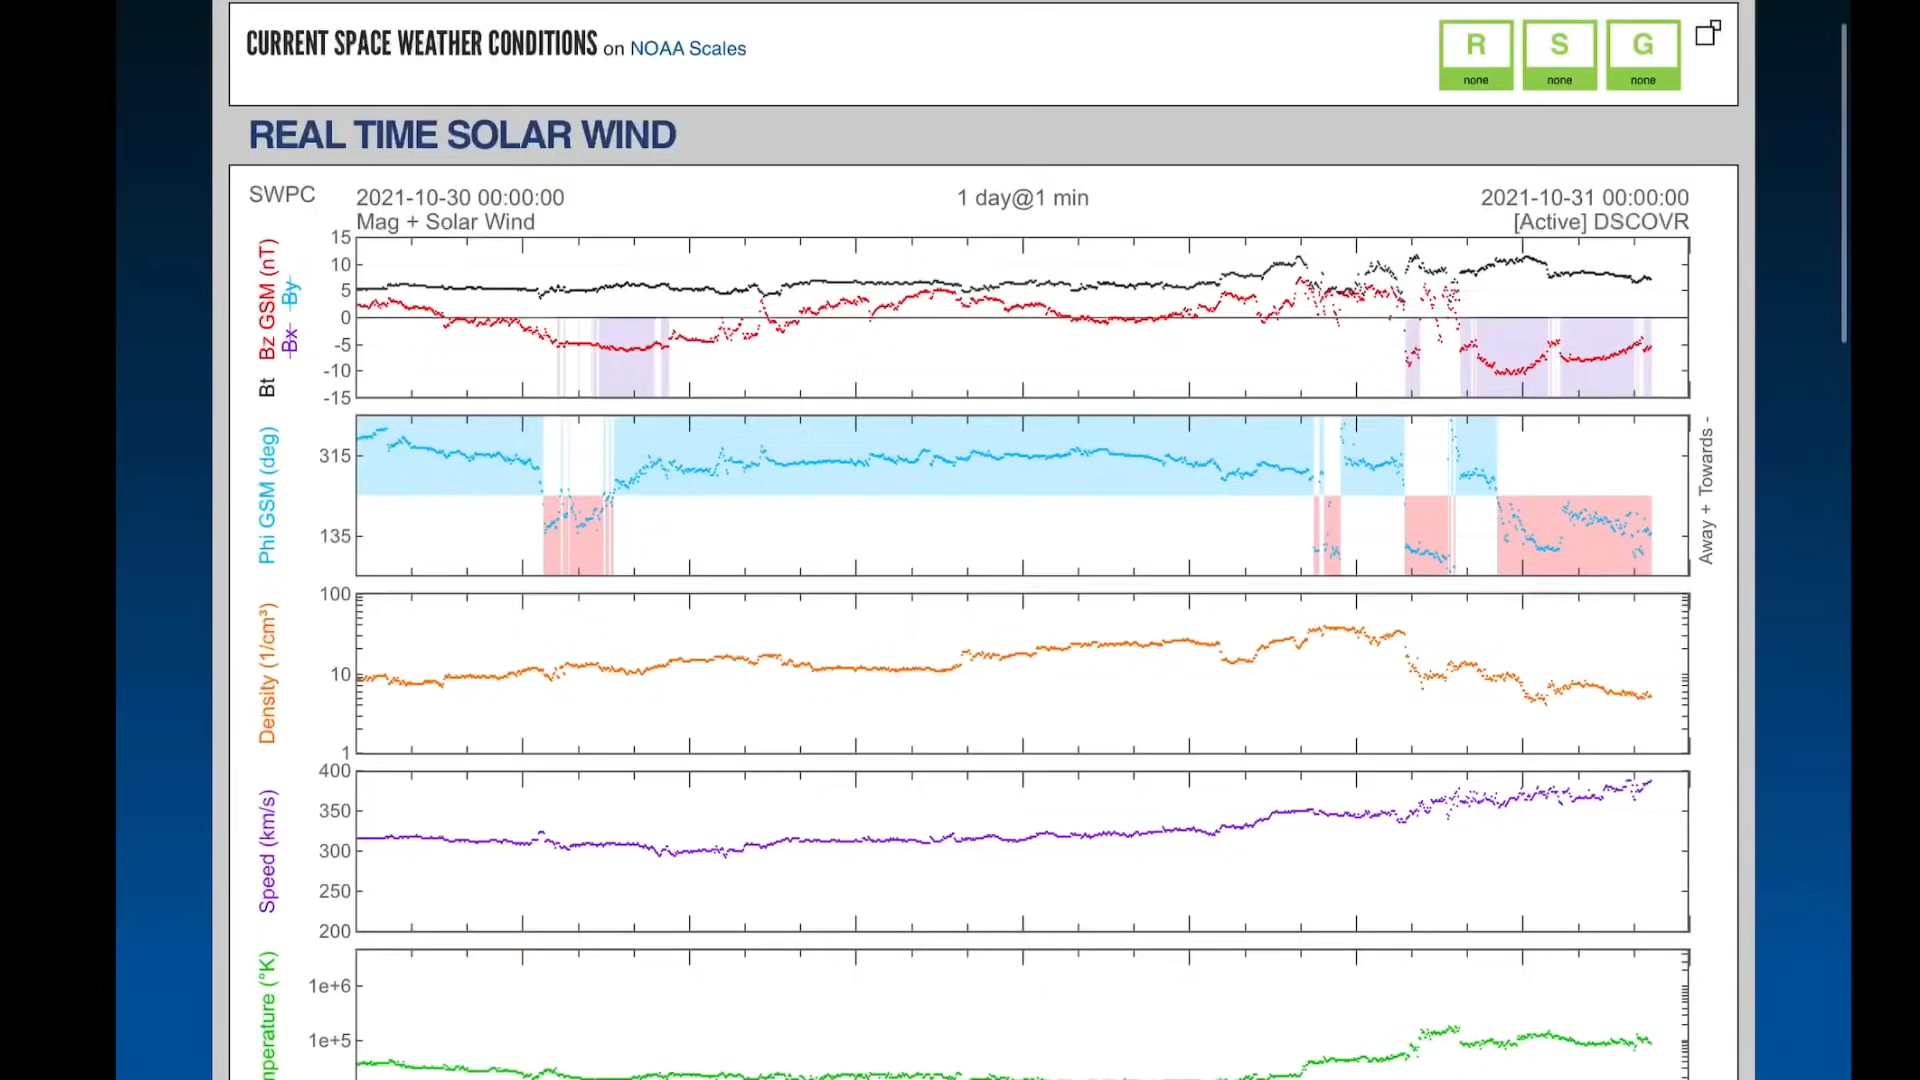 CURRENT SPACE WEATHER CONDITIONS on NOAA Scales
R S G
none none none
REAL TIME SOLAR WIND
SWPC 2021-10-30 00:00:00 1 day@1 min 2021-10-31 00:00:00
Mag + Solar Wind [Active] DSCOVR
Bt Bz GSM (nT)
Bx By
15
10
5
0
-5
-10
-15
Phi GSM (deg)
315
135
Away + Towards -
Density (1/cm³)
100
10
1
Speed (km/s)
400
350
300
250
200
mperature (°K)
1e+6
1e+5